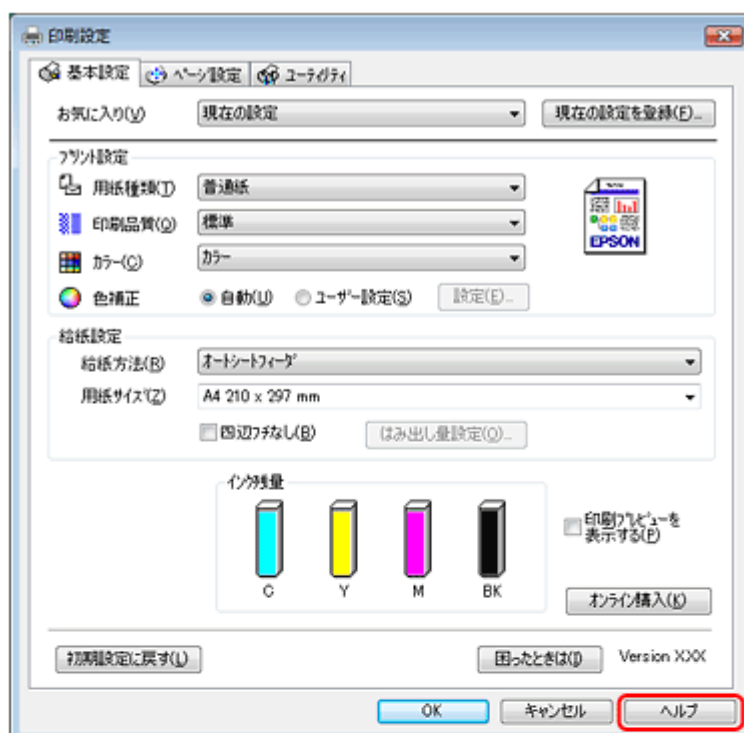 印刷設定
基本設定 ページ設定 ユーティリティ
お気に入り(V) 現在の設定 現在の設定を登録(F)...
プリント設定
用紙種類(T) 普通紙
印刷品質(Q) 標準
カラー(C) カラー
EPSON
色補正 自動(U) ユーザー設定(S) 設定(E)...
給紙設定
給紙方法(R) オートシートフィーダ
用紙サイズ(Z) A4 210 x 297 mm
四辺フチなし(B) はみ出し量設定(O)...
インク残量
C Y M BK
印刷プレビューを
表示する(P)
オンライン購入(K)
初期設定に戻す(L) 困ったときは(I) Version XXX
OK キャンセル ヘルプ